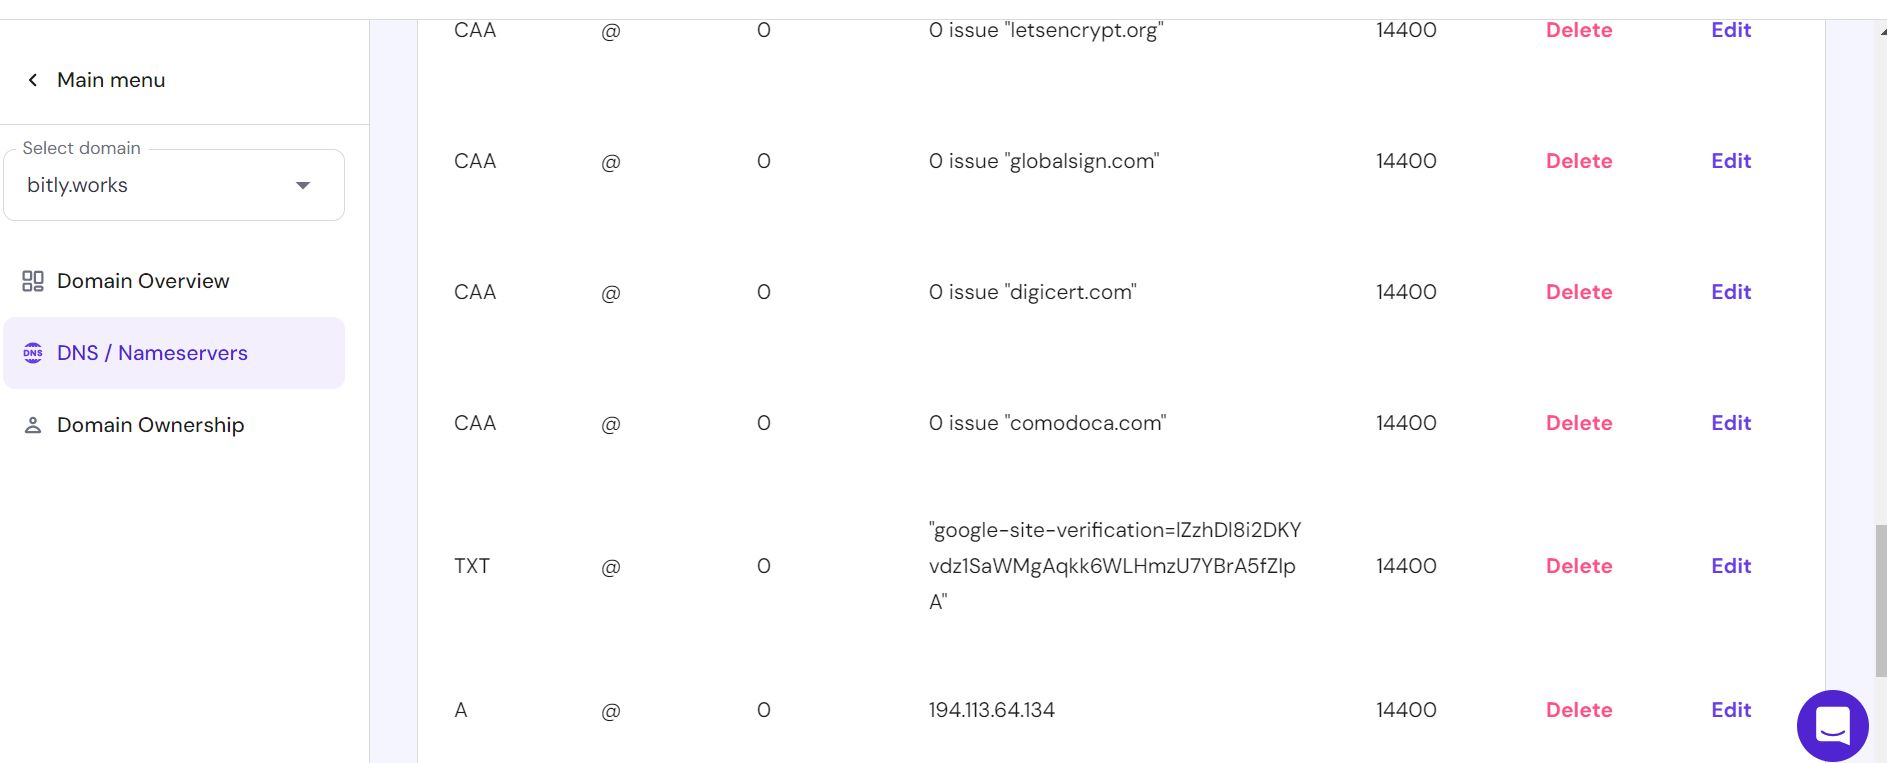 CAA @ 0 0 issue "letsencrypt.org" 14400 Delete Edit
Main menu
Select domain
bitly.works
Domain Overview
DNS DNS / Nameservers
Domain Ownership
CAA @ 0 0 issue "globalsign.com" 14400 Delete Edit
CAA @ 0 0 issue "digicert.com" 14400 Delete Edit
CAA @ 0 0 issue "comodoca.com" 14400 Delete Edit
TXT @ 0 "google-site-verification=lZzhDl8i2DKY
vdz1SaWMgAqkk6WLHmzU7YBrA5fZlp
A" 14400 Delete Edit
A @ 0 194.113.64.134 14400 Delete Edit